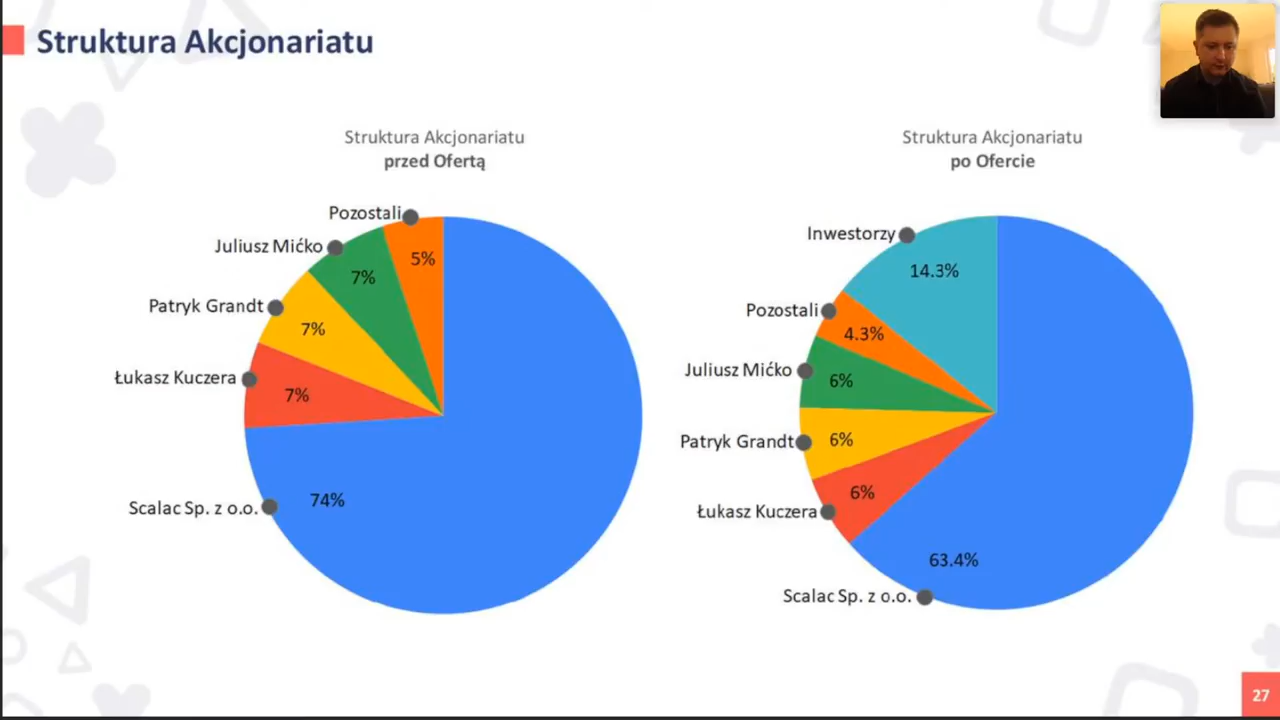 Struktura Akcjonariatu
Struktura Akcjonariatu
przed Ofertą
Pozostali
5%
Juliusz Mićko
7%
Patryk Grandt
7%
Łukasz Kuczera
7%
Scalac Sp. z o.o.
74%
Struktura Akcjonariatu
po Ofercie
Inwestorzy
14.3%
Pozostali
4.3%
Juliusz Mićko
6%
Patryk Grandt
6%
Łukasz Kuczera
6%
Scalac Sp. z o.o.
63.4%
27